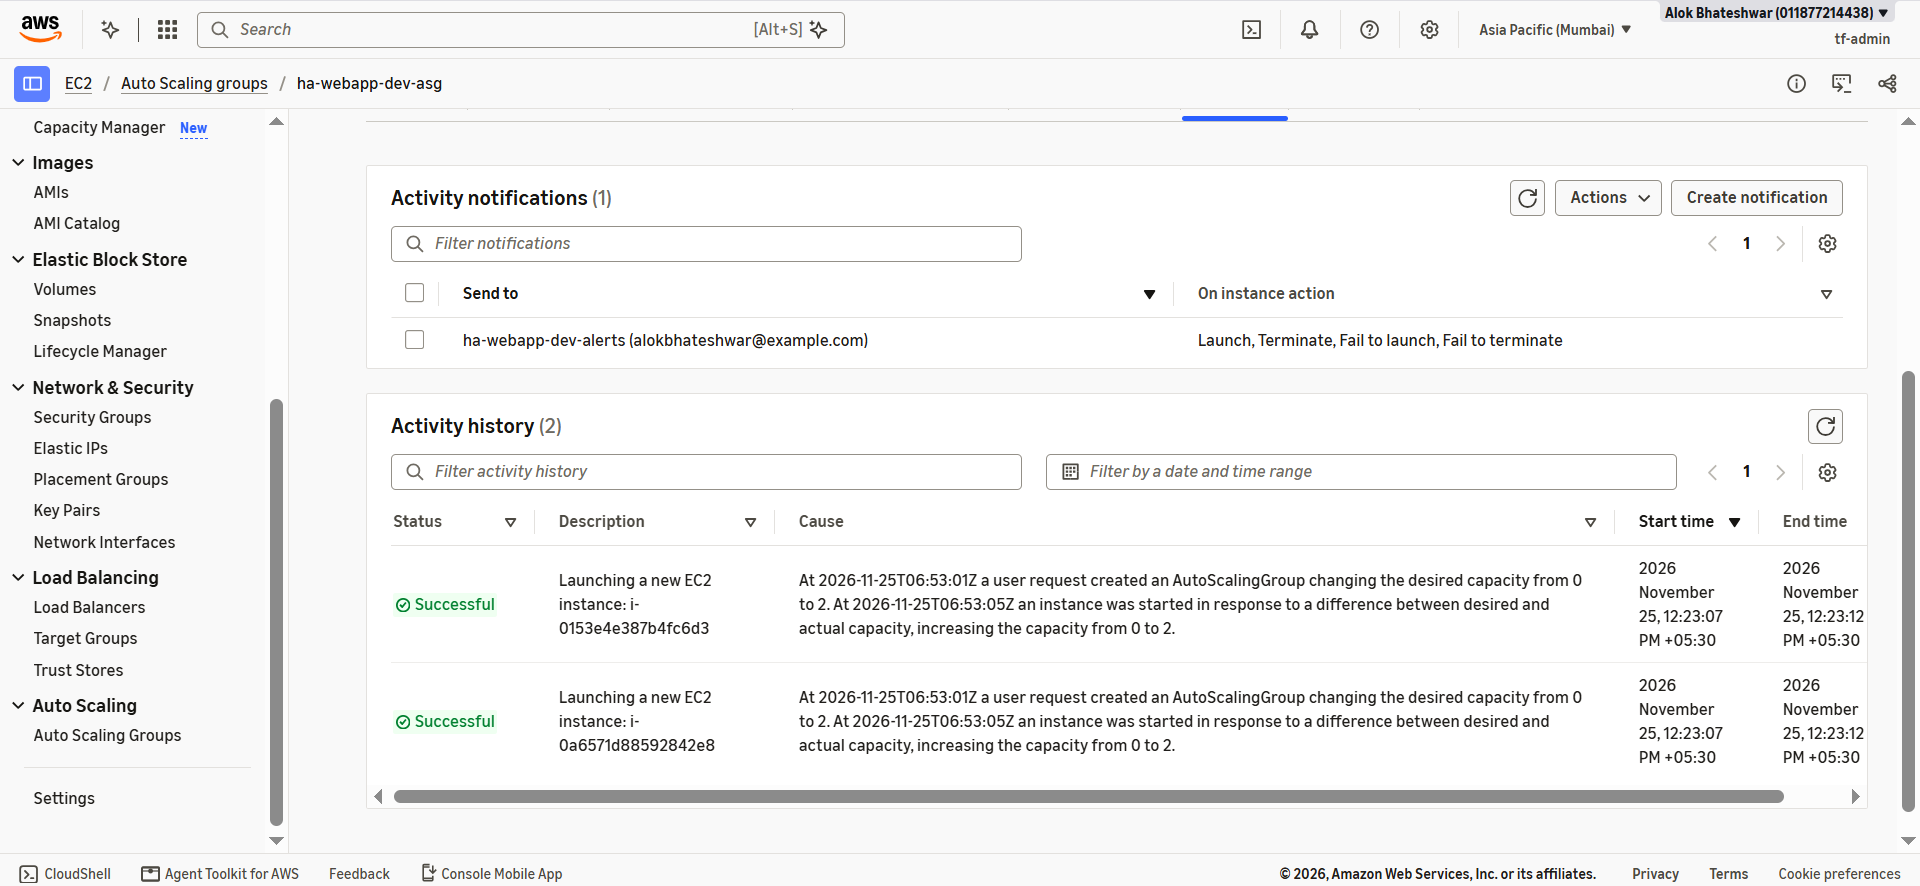 aws
Search
[Alt+S]
Asia Pacific (Mumbai)
Alok Bhateshwar (011877214438)
tf-admin
EC2 / Auto Scaling groups / ha-webapp-dev-asg
Capacity Manager New
Images
AMIs
AMI Catalog
Elastic Block Store
Volumes
Snapshots
Lifecycle Manager
Network & Security
Security Groups
Elastic IPs
Placement Groups
Key Pairs
Network Interfaces
Load Balancing
Load Balancers
Target Groups
Trust Stores
Auto Scaling
Auto Scaling Groups
Settings
Activity notifications (1)
Actions
Create notification
Filter notifications
1
Send to
On instance action
ha-webapp-dev-alerts (alokbhateshwar@example.com)
Launch, Terminate, Fail to launch, Fail to terminate
Activity history (2)
Filter activity history
Filter by a date and time range
1
Status
Description
Cause
Start time
End time
Successful
Launching a new EC2
instance: i-
0153e4e387b4fc6d3
At 2026-11-25T06:53:01Z a user request created an AutoScalingGroup changing the desired capacity from 0
to 2. At 2026-11-25T06:53:05Z an instance was started in response to a difference between desired and
actual capacity, increasing the capacity from 0 to 2.
2026
November
25, 12:23:07
PM +05:30
2026
November
25, 12:23:12
PM +05:30
Successful
Launching a new EC2
instance: i-
0a6571d88592842e8
At 2026-11-25T06:53:01Z a user request created an AutoScalingGroup changing the desired capacity from 0
to 2. At 2026-11-25T06:53:05Z an instance was started in response to a difference between desired and
actual capacity, increasing the capacity from 0 to 2.
2026
November
25, 12:23:07
PM +05:30
2026
November
25, 12:23:12
PM +05:30
CloudShell
Agent Toolkit for AWS
Feedback
Console Mobile App
© 2026, Amazon Web Services, Inc. or its affiliates.
Privacy
Terms
Cookie preferences